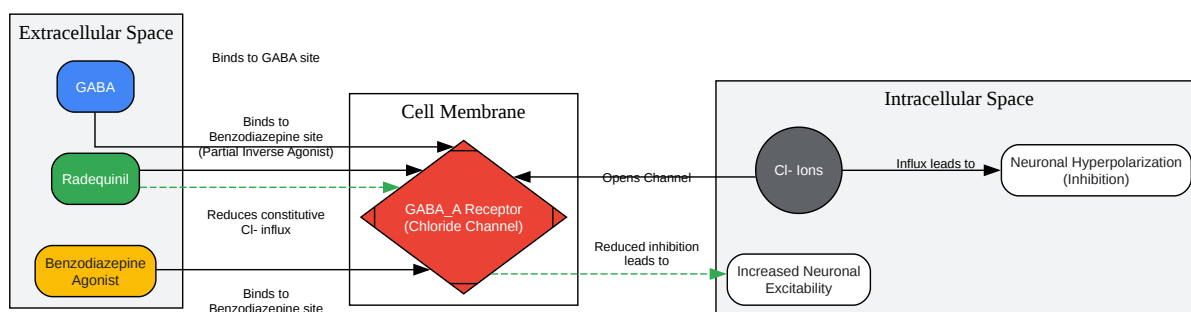 Extracellular Space
GABA
Radequinil
Benzodiazepine
Agonist
Binds to GABA site
Binds to
Benzodiazepine site
(Partial Inverse Agonist)
Reduces constitutive
Cl- influx
Binds to
Benzodiazepine site
Cell Membrane
GABA_A Receptor
(Chloride Channel)
Opens Channel
Reduced inhibition
leads to
Intracellular Space
Cl- Ions
Influx leads to
Neuronal Hyperpolarization
(Inhibition)
Increased Neuronal
Excitability